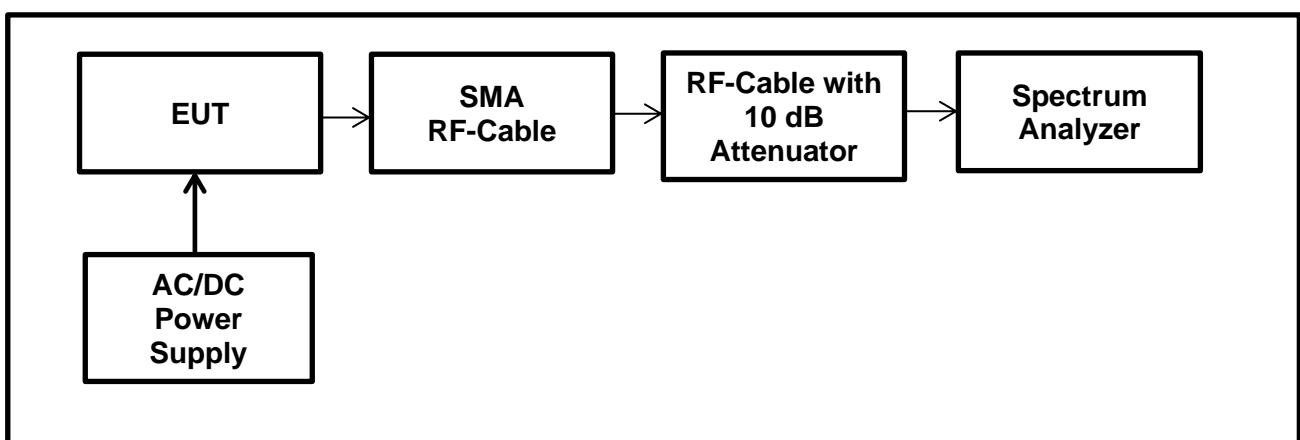 EUT
SMA
RF-Cable
RF-Cable with
10 dB
Attenuator
Spectrum
Analyzer
AC/DC
Power
Supply